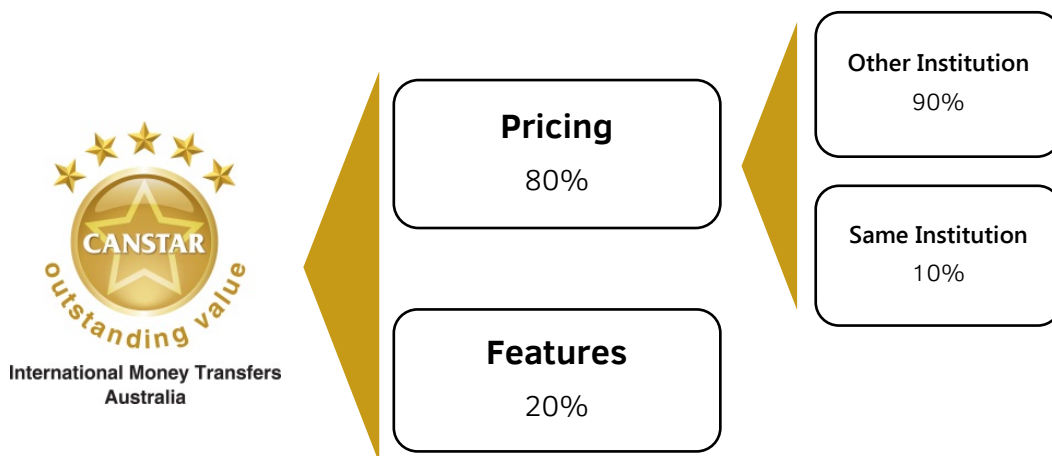 CANSTAR
outstanding value
International Money Transfers
Australia
Pricing
80%
Features
20%
Other Institution
90%
Same Institution
10%